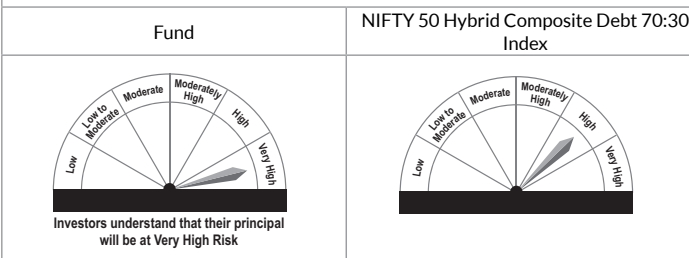 Fund
NIFTY 50 Hybrid Composite Debt 70:30
Index
Low
Low to
Moderate
Moderate
Moderately
High
High
Very High
Investors understand that their principal
will be at Very High Risk
Low
Low to
Moderate
Moderate
Moderately
High
High
Very High